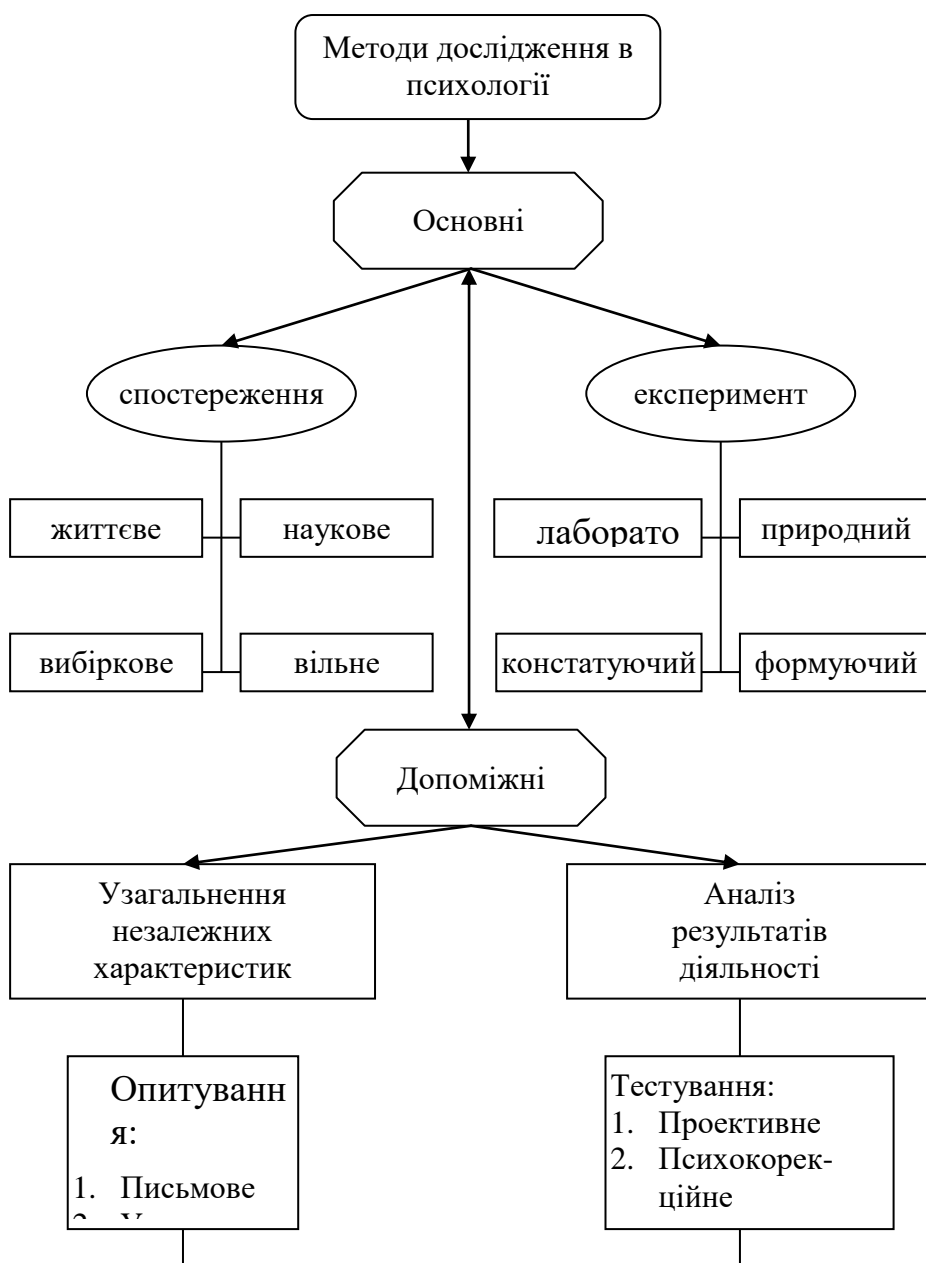 Методи дослідження в
психології
Основні
спостереження
експеримент
життєве
наукове
лаборато
природний
вибіркове
вільне
констатуючий
формуючий
Допоміжні
Узагальнення
незалежних
характеристик
Аналіз
результатів
діяльності
Опитуванн
я:
1. Письмове
Тестування:
1. Проективне
2. Психокорек-
ційне